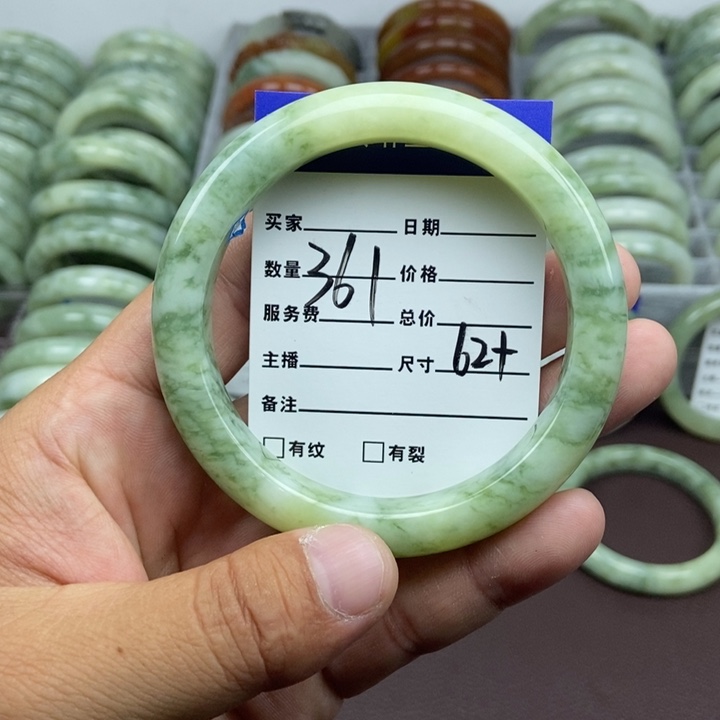 买家 日期
数量 361 价格
服务费 总价
主播 尺寸 62+
备注
有纹 有裂